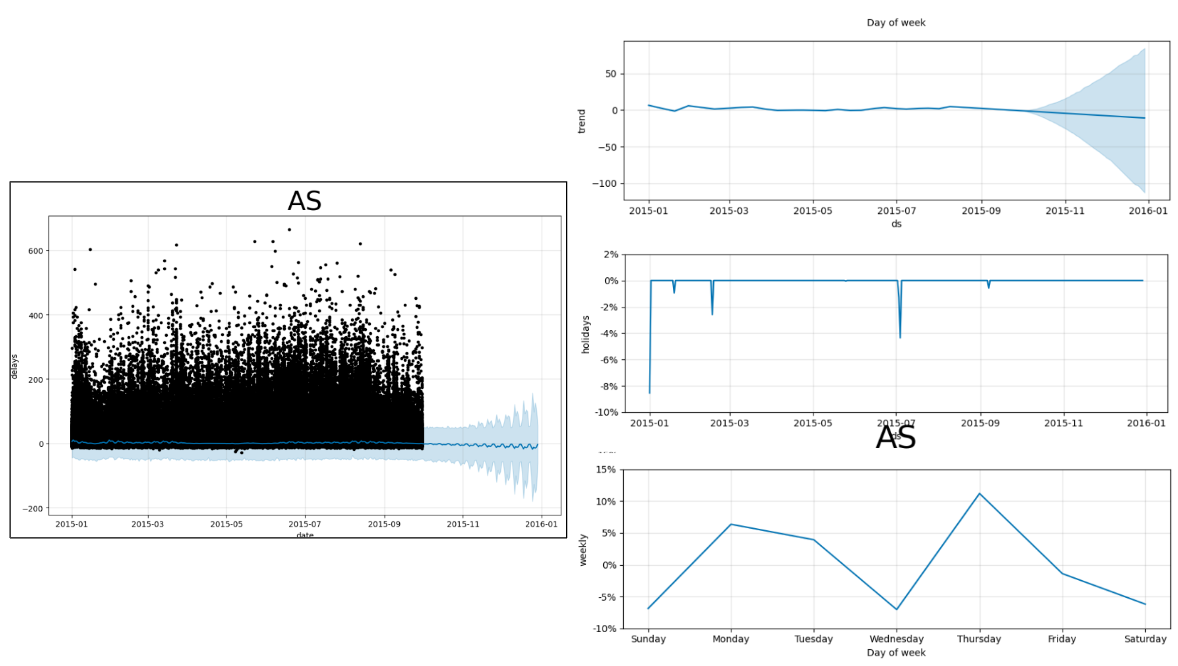 AS
delays
600
400
200
0
−200
2015-01 2015-03 2015-05 2015-07 2015-09 2015-11 2016-01
date
Day of week
trend
50
0
−50
−100
2015-01 2015-03 2015-05 2015-07 2015-09 2015-11 2016-01
ds
holidays
2%
0%
-2%
-4%
-6%
-8%
-10%
2015-01 2015-03 2015-05 2015-07 2015-09 2015-11 2016-01
ds
AS
weekly
15%
10%
5%
0%
-5%
-10%
Sunday Monday Tuesday Wednesday Thursday Friday Saturday
Day of week